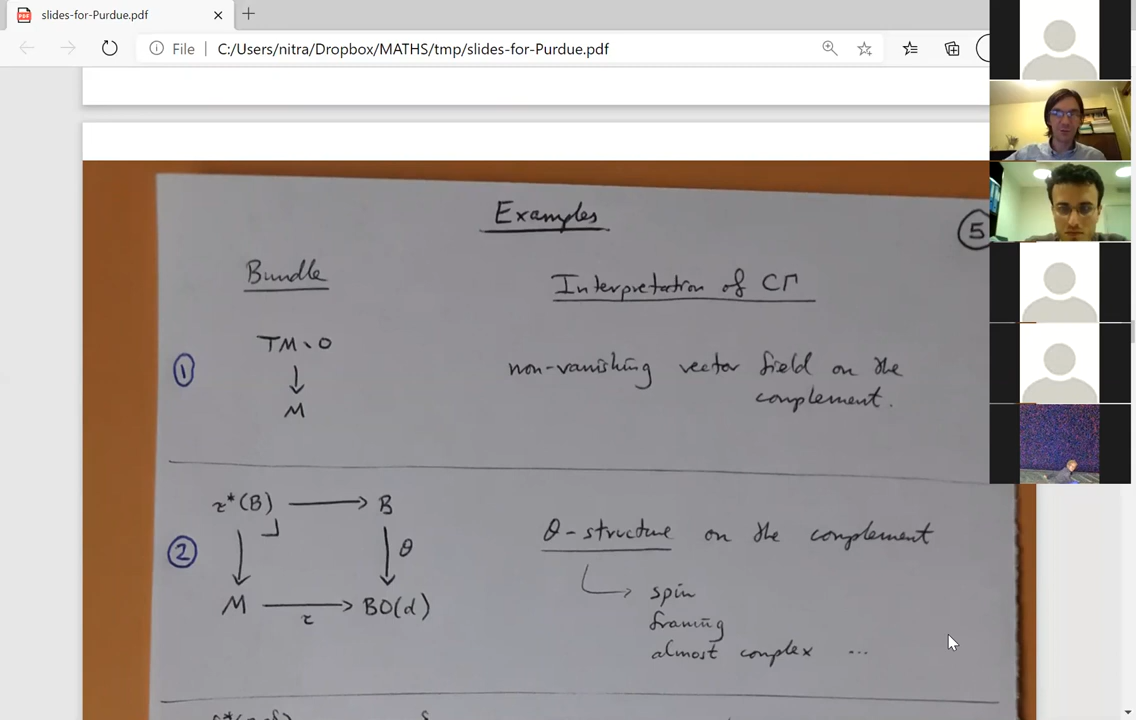 slides-for-Purdue.pdf
File
C:/Users/nitra/Dropbox/MATHS/tmp/slides-for-Purdue.pdf
Examples
5
Bundle
Interpretation of CΓ
1
TM∖0
↓
M
non-vanishing vector field on the
complement.
2
τ*(B) → B
θ
M → BO(d)
τ
θ-structure on the complement
spin
framing
almost complex ...